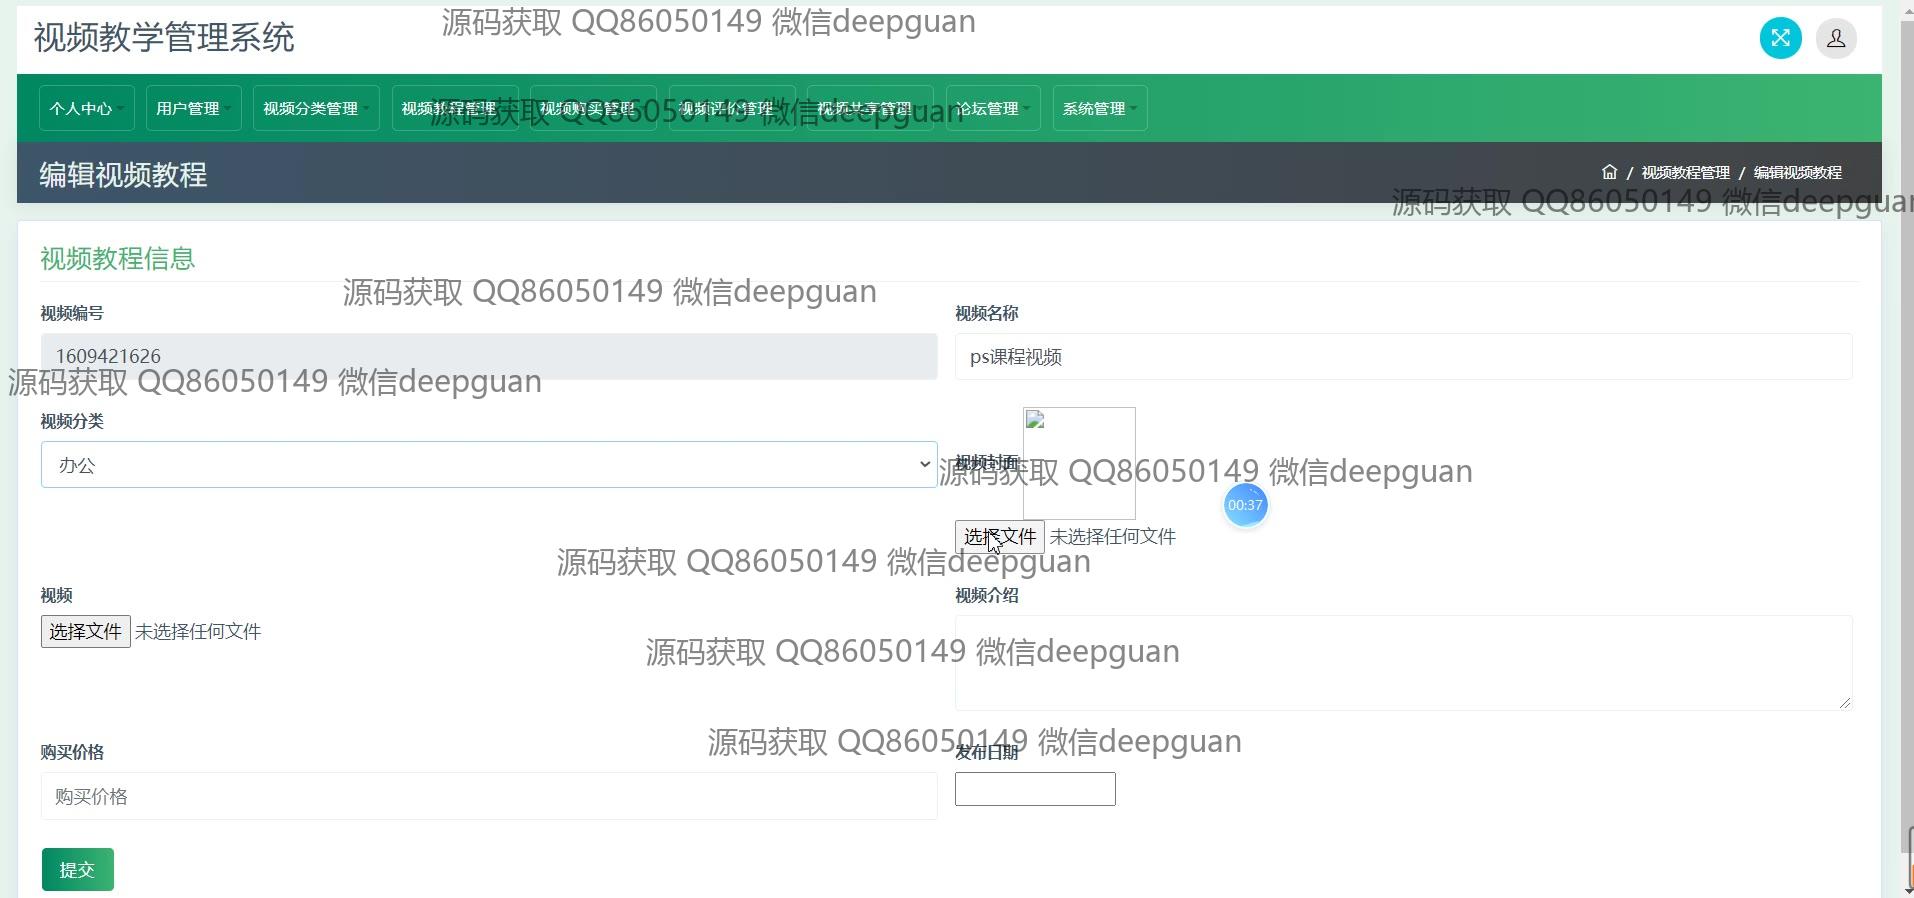 视频教学管理系统
源码获取 QQ86050149 微信deepguan
个人中心 用户管理 视频分类管理 视频教程管理 视频购买管理 视频评价管理 视频共享管理 论坛管理 系统管理
源码获取 QQ86050149 微信deepguan
编辑视频教程
/ 视频教程管理 / 编辑视频教程
源码获取 QQ86050149 微信deepguan
视频教程信息
源码获取 QQ86050149 微信deepguan
视频编号
视频名称
1609421626
ps课程视频
源码获取 QQ86050149 微信deepguan
视频分类
办公
视频封面
源码获取 QQ86050149 微信deepguan
00:37
选择文件 未选择任何文件
源码获取 QQ86050149 微信deepguan
视频
视频介绍
选择文件 未选择任何文件
源码获取 QQ86050149 微信deepguan
购买价格
发布日期
源码获取 QQ86050149 微信deepguan
购买价格
提交